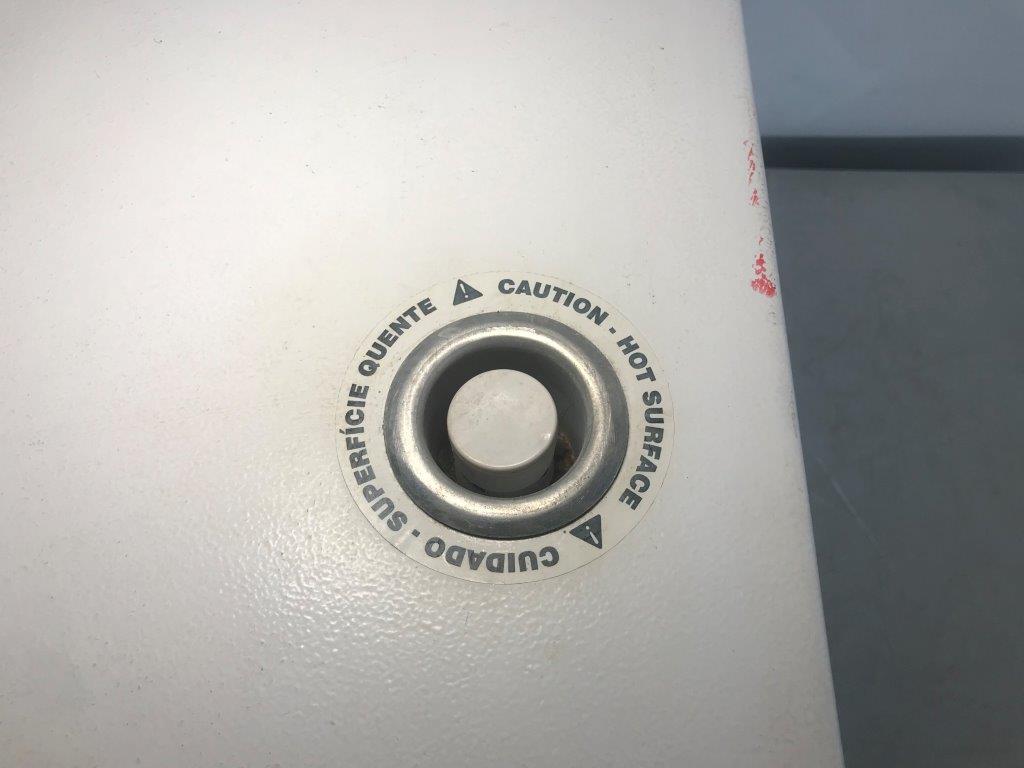 CAUTION - HOT SURFACE
CUIDADO - SUPERFÍCIE QUENTE